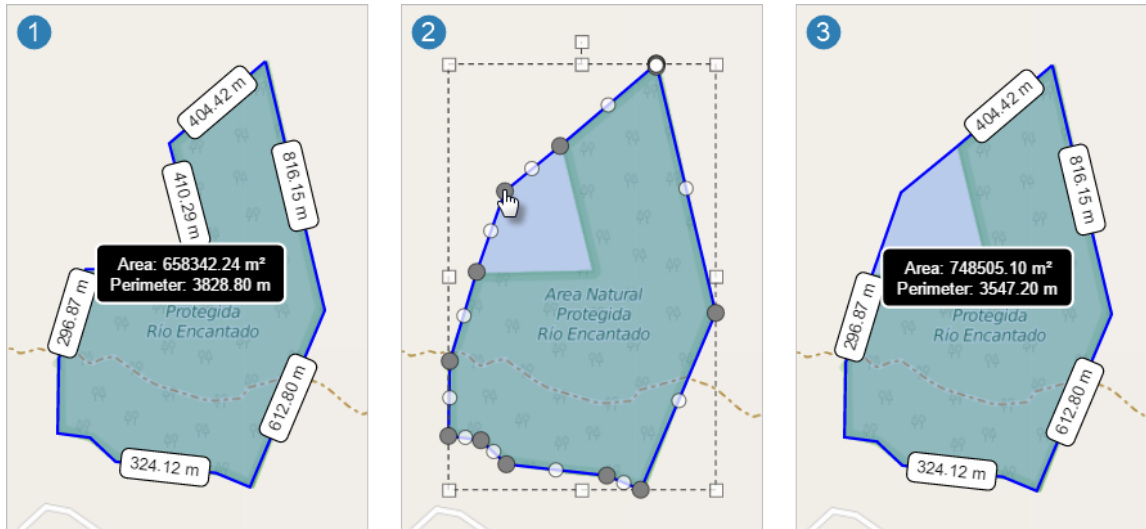 1
404.42 m
816.15 m
410.29 m
Area: 658342.24 m²
Perimeter: 3828.80 m
296.87 m
Protegida
Rio Encantado
612.80 m
324.12 m
2
Area Natural
Protegida
Rio Encantado
3
404.42 m
816.15 m
Area: 748505.10 m²
Perimeter: 3547.20 m
296.87 m
Protegida
Rio Encantado
612.80 m
324.12 m